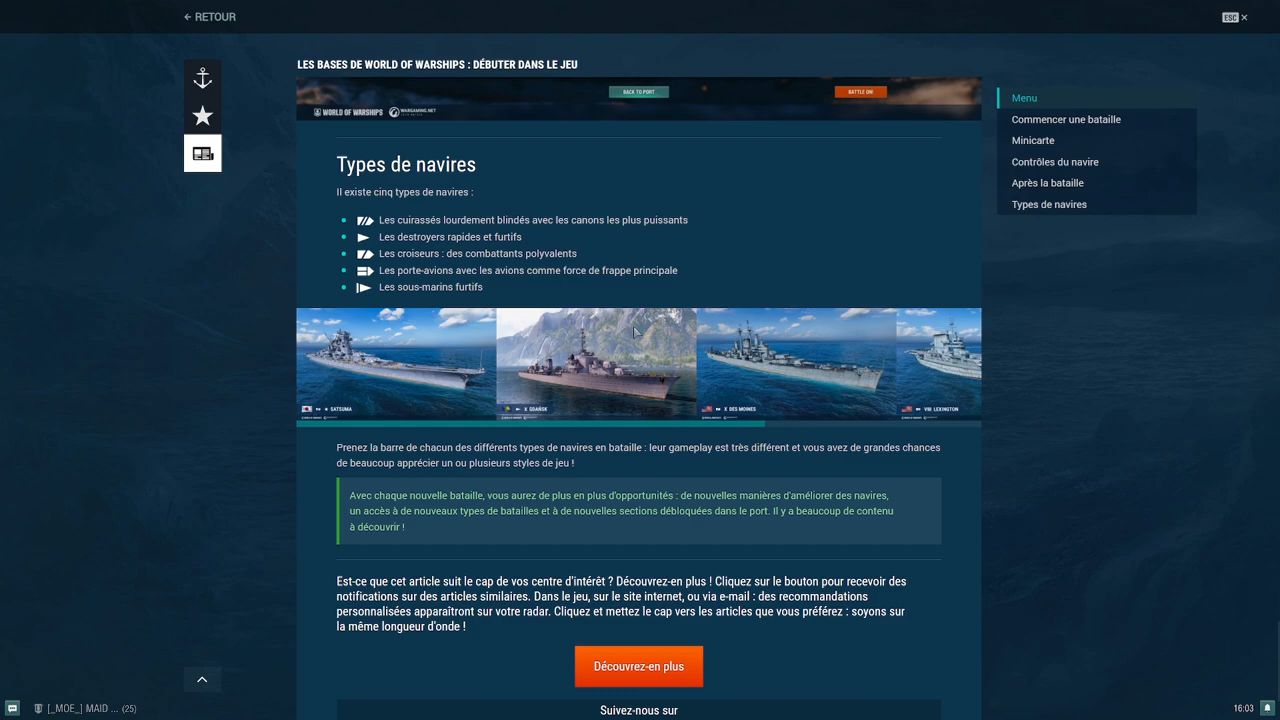 RETOUR
ESC
LES BASES DE WORLD OF WARSHIPS : DÉBUTER DANS LE JEU
BACK TO PORT
BATTLE ON!
WORLD OF WARSHIPS
WARGAMING.NET
Menu
Commencer une bataille
Minicarte
Contrôles du navire
Après la bataille
Types de navires
Types de navires
Il existe cinq types de navires :
Les cuirassés lourdement blindés avec les canons les plus puissants
Les destroyers rapides et furtifs
Les croiseurs : des combattants polyvalents
Les porte-avions avec les avions comme force de frappe principale
Les sous-marins furtifs
SATSUMA
X GDAŃSK
X DES MOINES
VIII LEXINGTON
Prenez la barre de chacun des différents types de navires en bataille : leur gameplay est très différent et vous avez de grandes chances
de beaucoup apprécier un ou plusieurs styles de jeu !
Avec chaque nouvelle bataille, vous aurez de plus en plus d'opportunités : de nouvelles manières d'améliorer des navires,
un accès à de nouveaux types de batailles et à de nouvelles sections débloquées dans le port. Il y a beaucoup de contenu
à découvrir !
Est-ce que cet article suit le cap de vos centre d'intérêt ? Découvrez-en plus ! Cliquez sur le bouton pour recevoir des
notifications sur des articles similaires. Dans le jeu, sur le site internet, ou via e-mail : des recommandations
personnalisées apparaîtront sur votre radar. Cliquez et mettez le cap vers les articles que vous préférez : soyons sur
la même longueur d'onde !
Découvrez-en plus
Suivez-nous sur
[_MOE_] MAID ... (25)
16:03